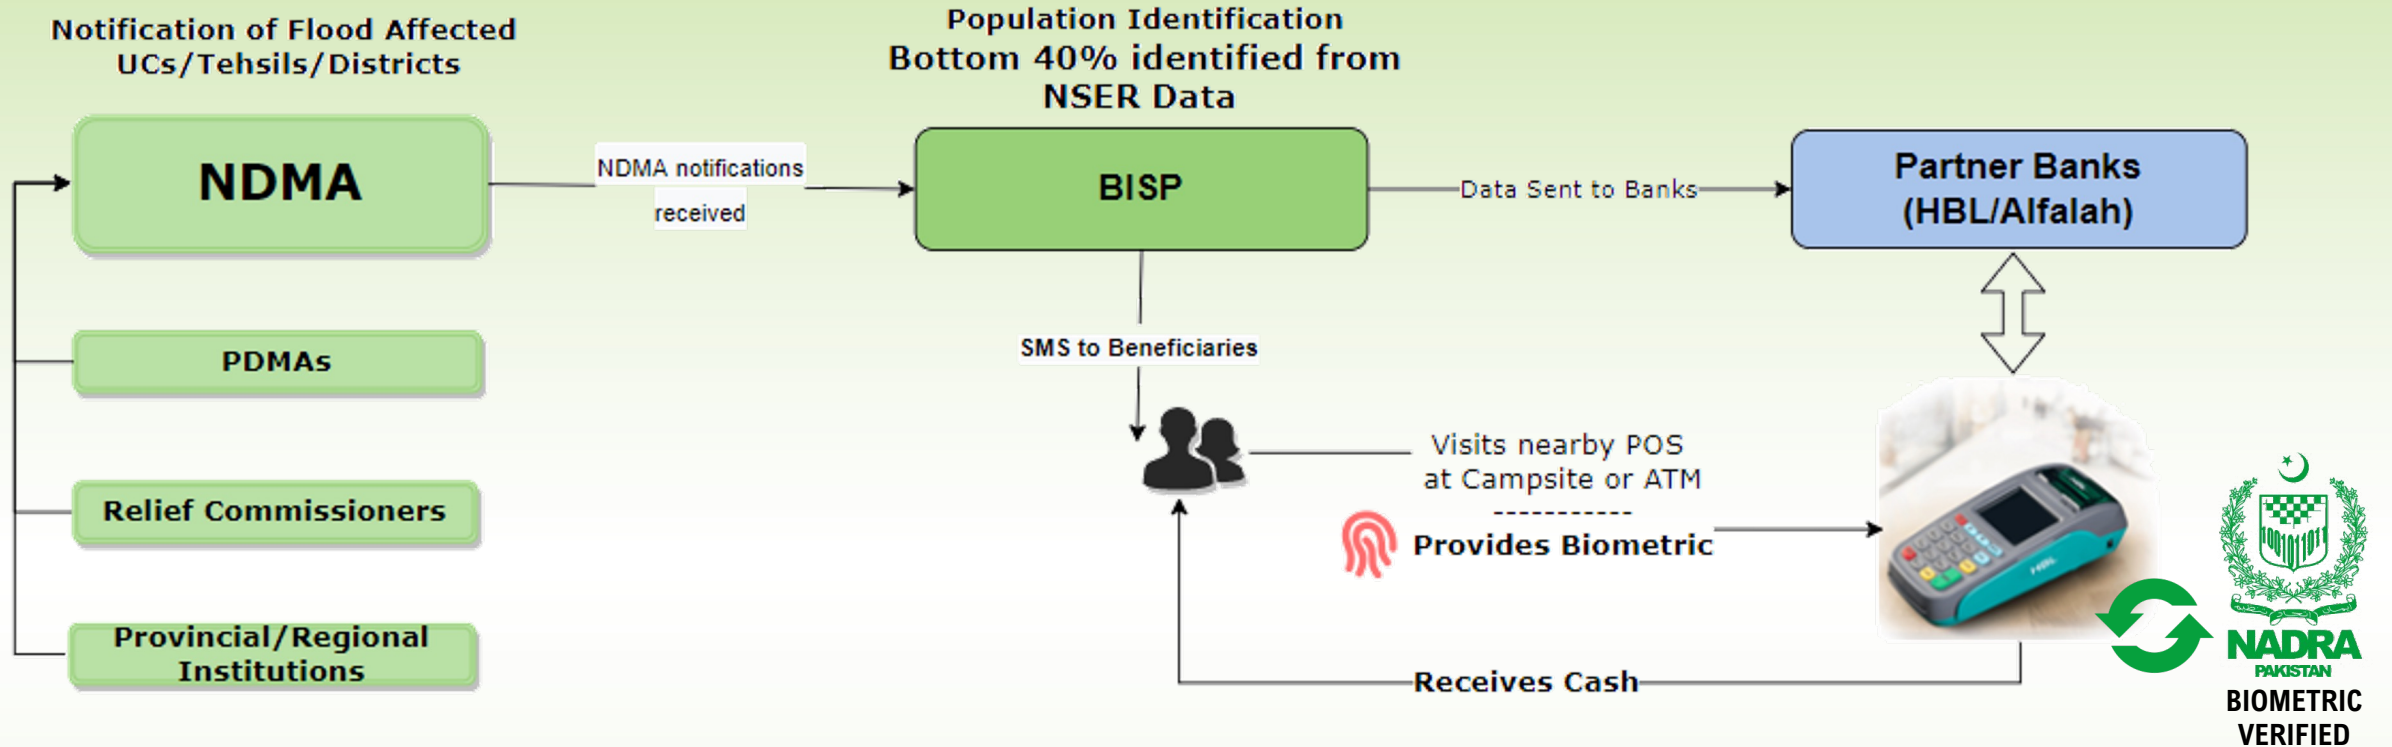 Notification of Flood Affected
UCs/Tehsils/Districts
Population Identification
Bottom 40% identified from
NSER Data
NDMA
NDMA notifications
received
BISP
Data Sent to Banks
Partner Banks
(HBL/Alfalah)
PDMAs
SMS to Beneficiaries
Relief Commissioners
Visits nearby POS
at Campsite or ATM
-----------
Provides Biometric
HBL
Provincial/Regional
Institutions
Receives Cash
NADRA
PAKISTAN
BIOMETRIC
VERIFIED